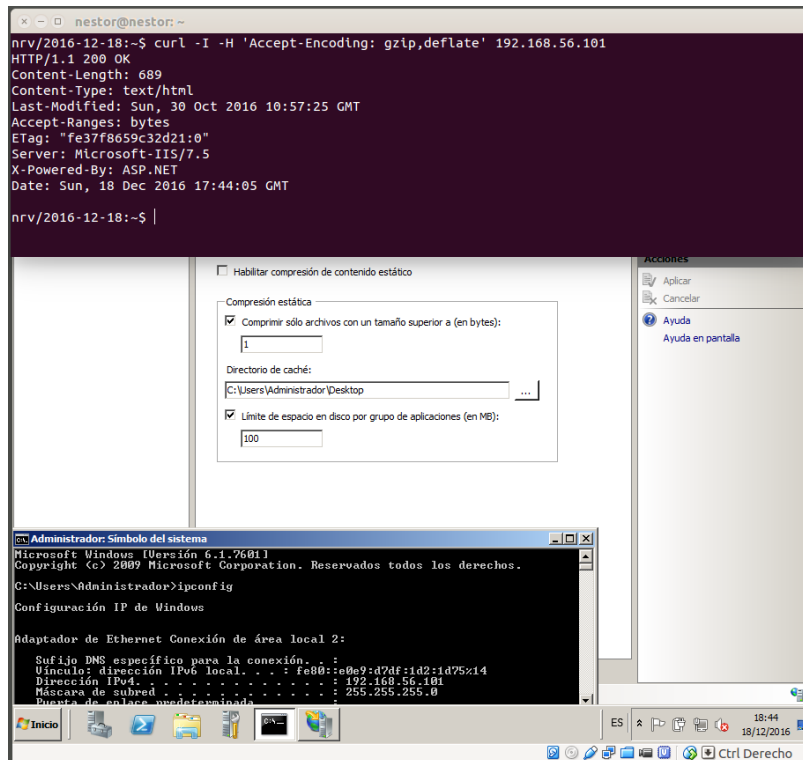 nestor@nestor: ~
nrv/2016-12-18:~$ curl -I -H 'Accept-Encoding: gzip,deflate' 192.168.56.101
HTTP/1.1 200 OK
Content-Length: 689
Content-Type: text/html
Last-Modified: Sun, 30 Oct 2016 10:57:25 GMT
Accept-Ranges: bytes
ETag: "fe37f8659c32d21:0"
Server: Microsoft-IIS/7.5
X-Powered-By: ASP.NET
Date: Sun, 18 Dec 2016 17:44:05 GMT
nrv/2016-12-18:~$
Acciones
Habilitar compresión de contenido estático
Aplicar
Cancelar
Ayuda
Ayuda en pantalla
Compresión estática
Comprimir sólo archivos con un tamaño superior a (en bytes):
1
Directorio de caché:
C:\Users\Administrador\Desktop
...
Límite de espacio en disco por grupo de aplicaciones (en MB):
100
Administrador: Símbolo del sistema
Microsoft Windows [Versión 6.1.7601]
Copyright (c) 2009 Microsoft Corporation. Reservados todos los derechos.
C:\Users\Administrador>ipconfig
Configuración IP de Windows
Adaptador de Ethernet Conexión de área local 2:
Sufijo DNS específico para la conexión. . :
Vínculo: dirección IPv6 local. . . : fe80::e0e9:d7df:1d2:1d75%14
Dirección IPv4. . . . . . . . . . . . . . : 192.168.56.101
Máscara de subred . . . . . . . . . . . . : 255.255.255.0
Puerta de enlace predeterminada . . . . . :
Inicio
C:\_
ES
18:44
18/12/2016
Ctrl Derecho